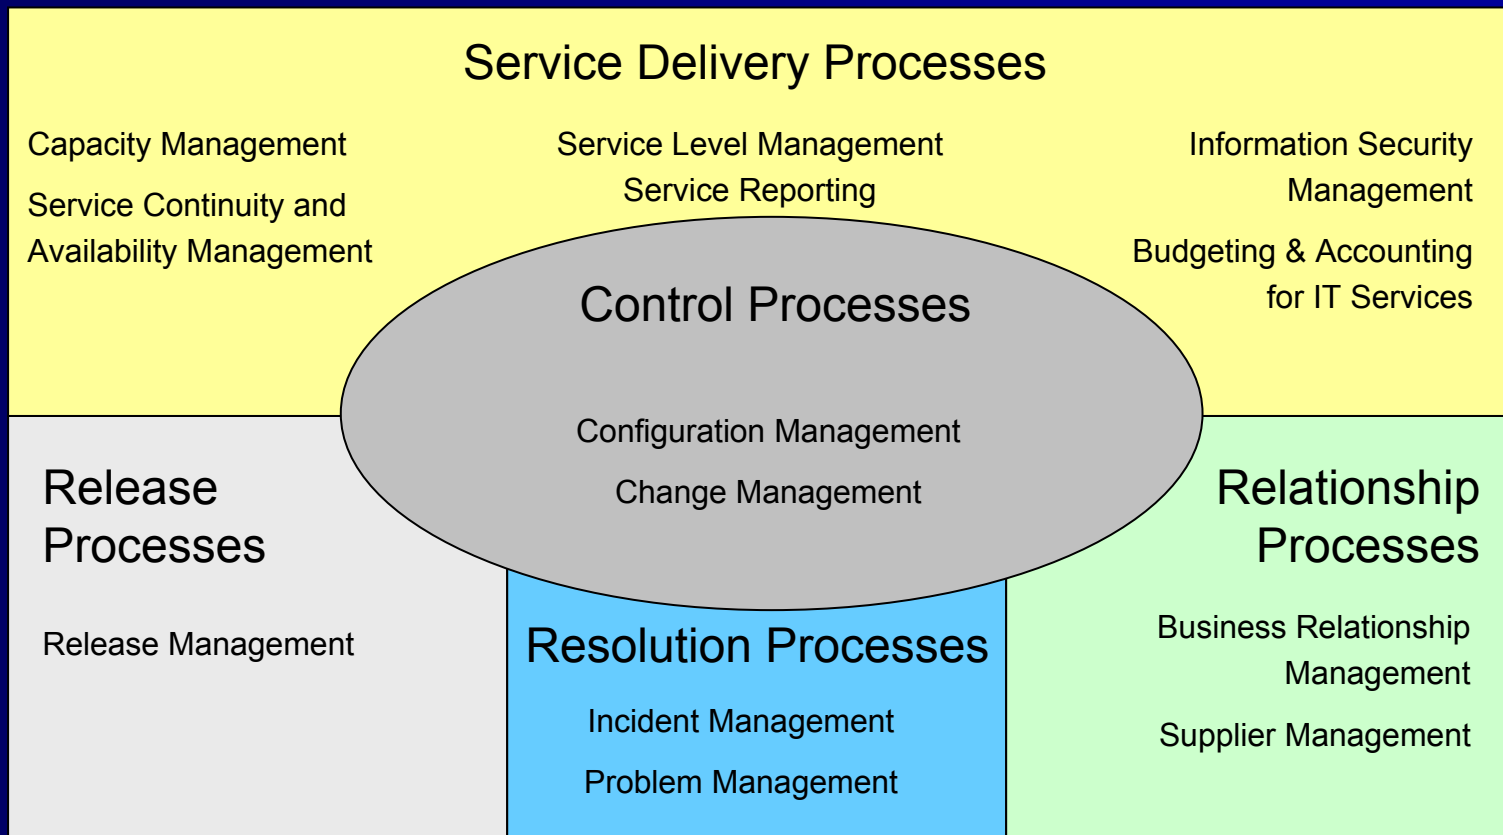 Service Delivery Processes
Capacity Management
Service Continuity and
Availability Management
Service Level Management
Service Reporting
Information Security
Management
Budgeting & Accounting
for IT Services
Control Processes
Configuration Management
Change Management
Release
Processes
Release Management
Resolution Processes
Incident Management
Problem Management
Relationship
Processes
Business Relationship
Management
Supplier Management